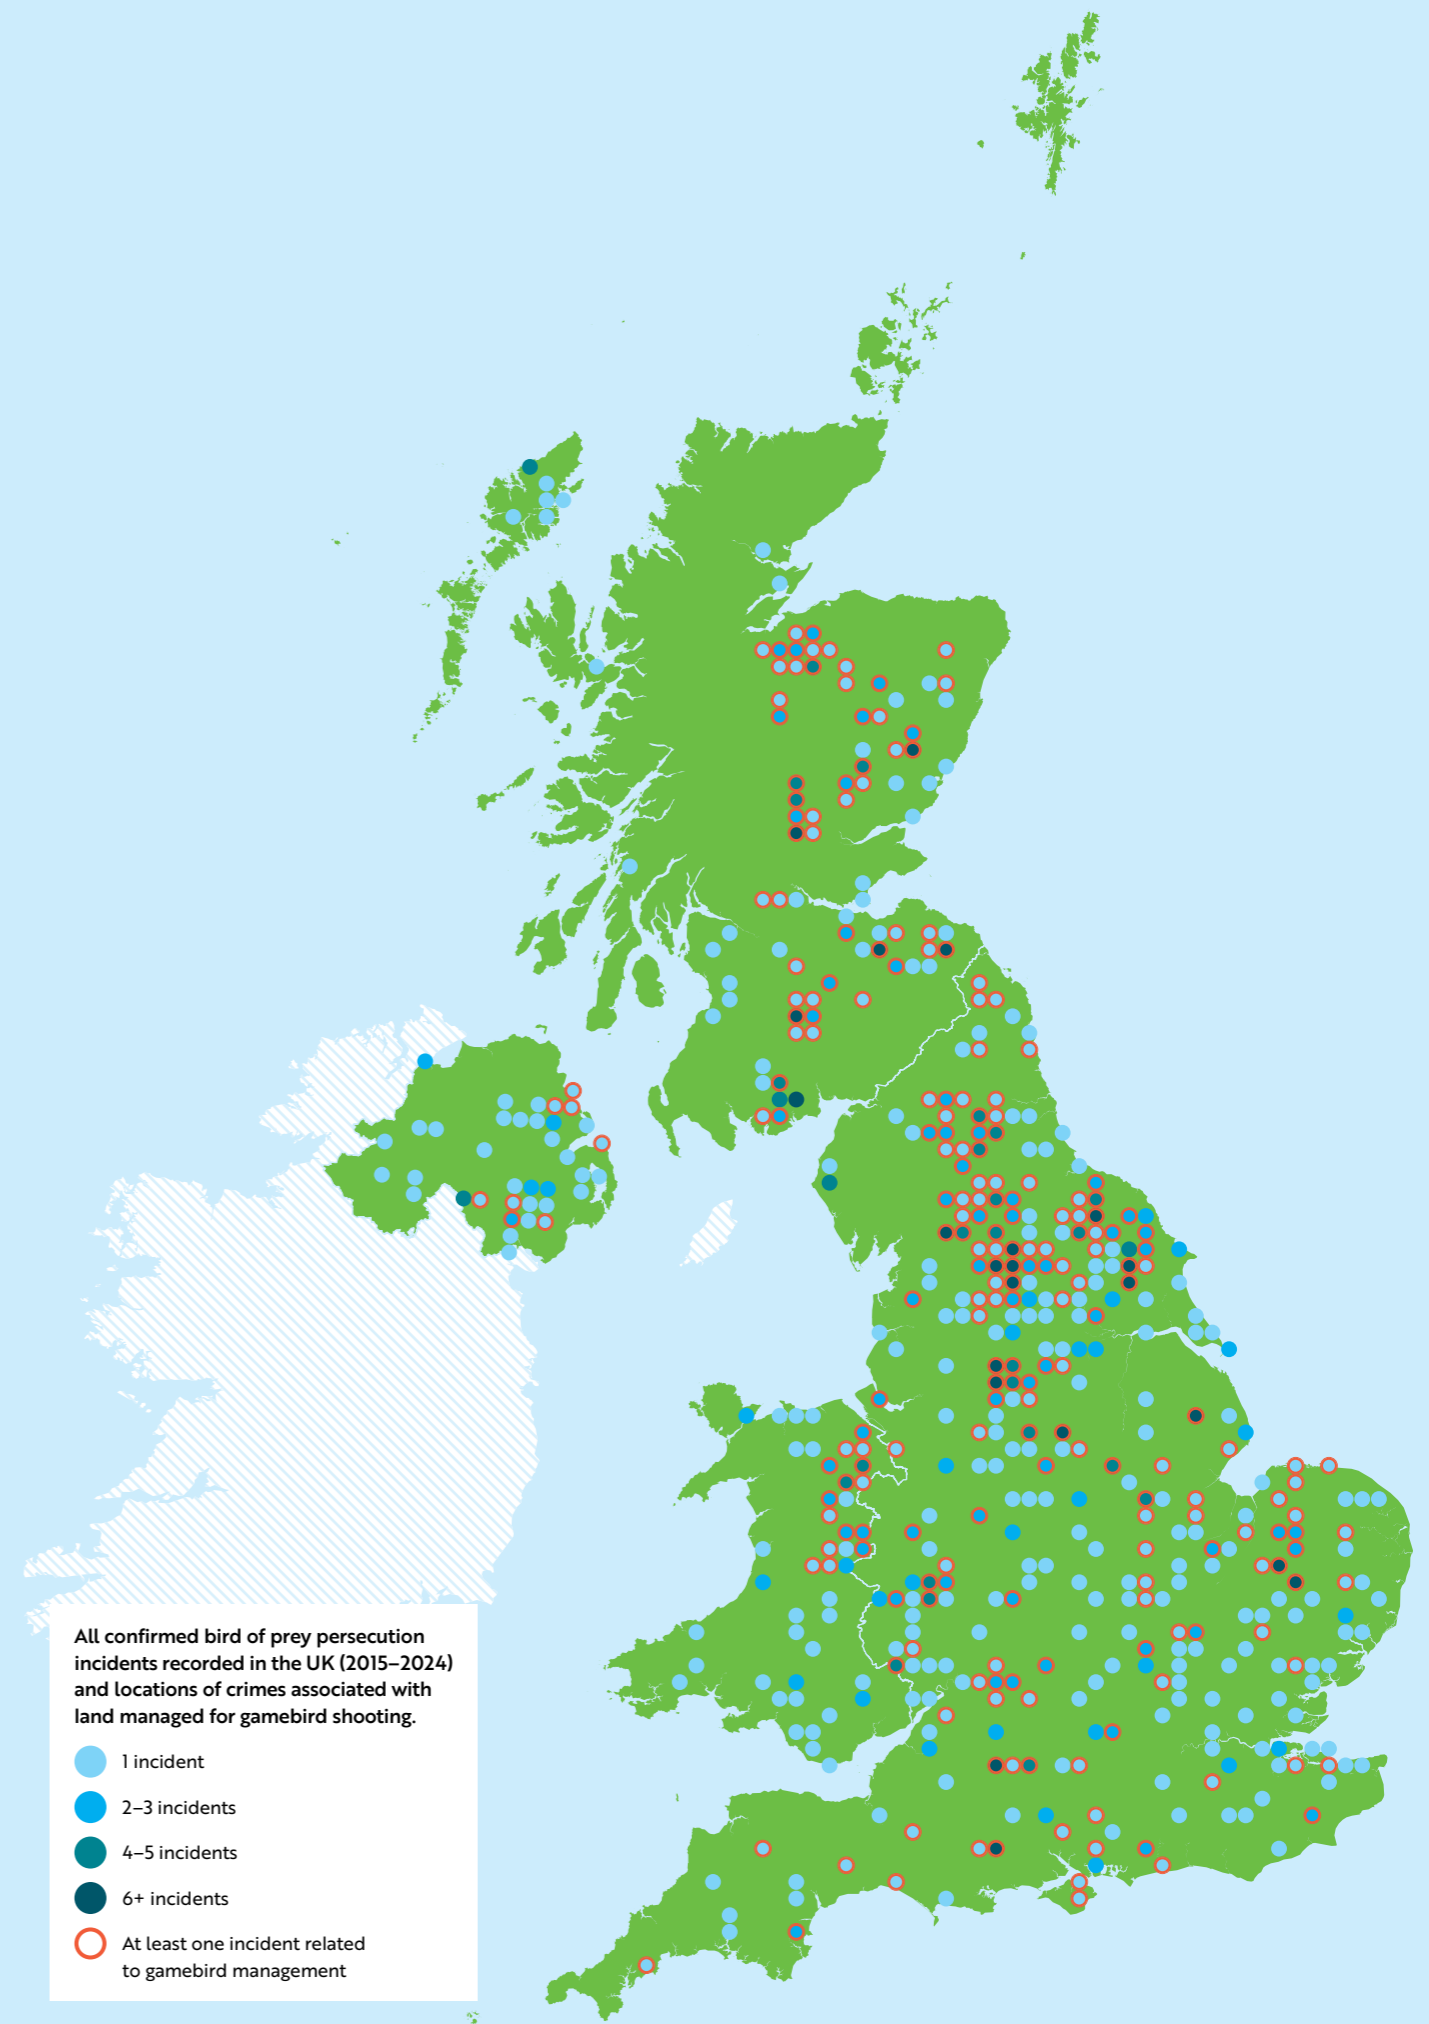 All confirmed bird of prey persecution
incidents recorded in the UK (2015–2024)
and locations of crimes associated with
land managed for gamebird shooting.
1 incident
2–3 incidents
4–5 incidents
6+ incidents
At least one incident related
to gamebird management